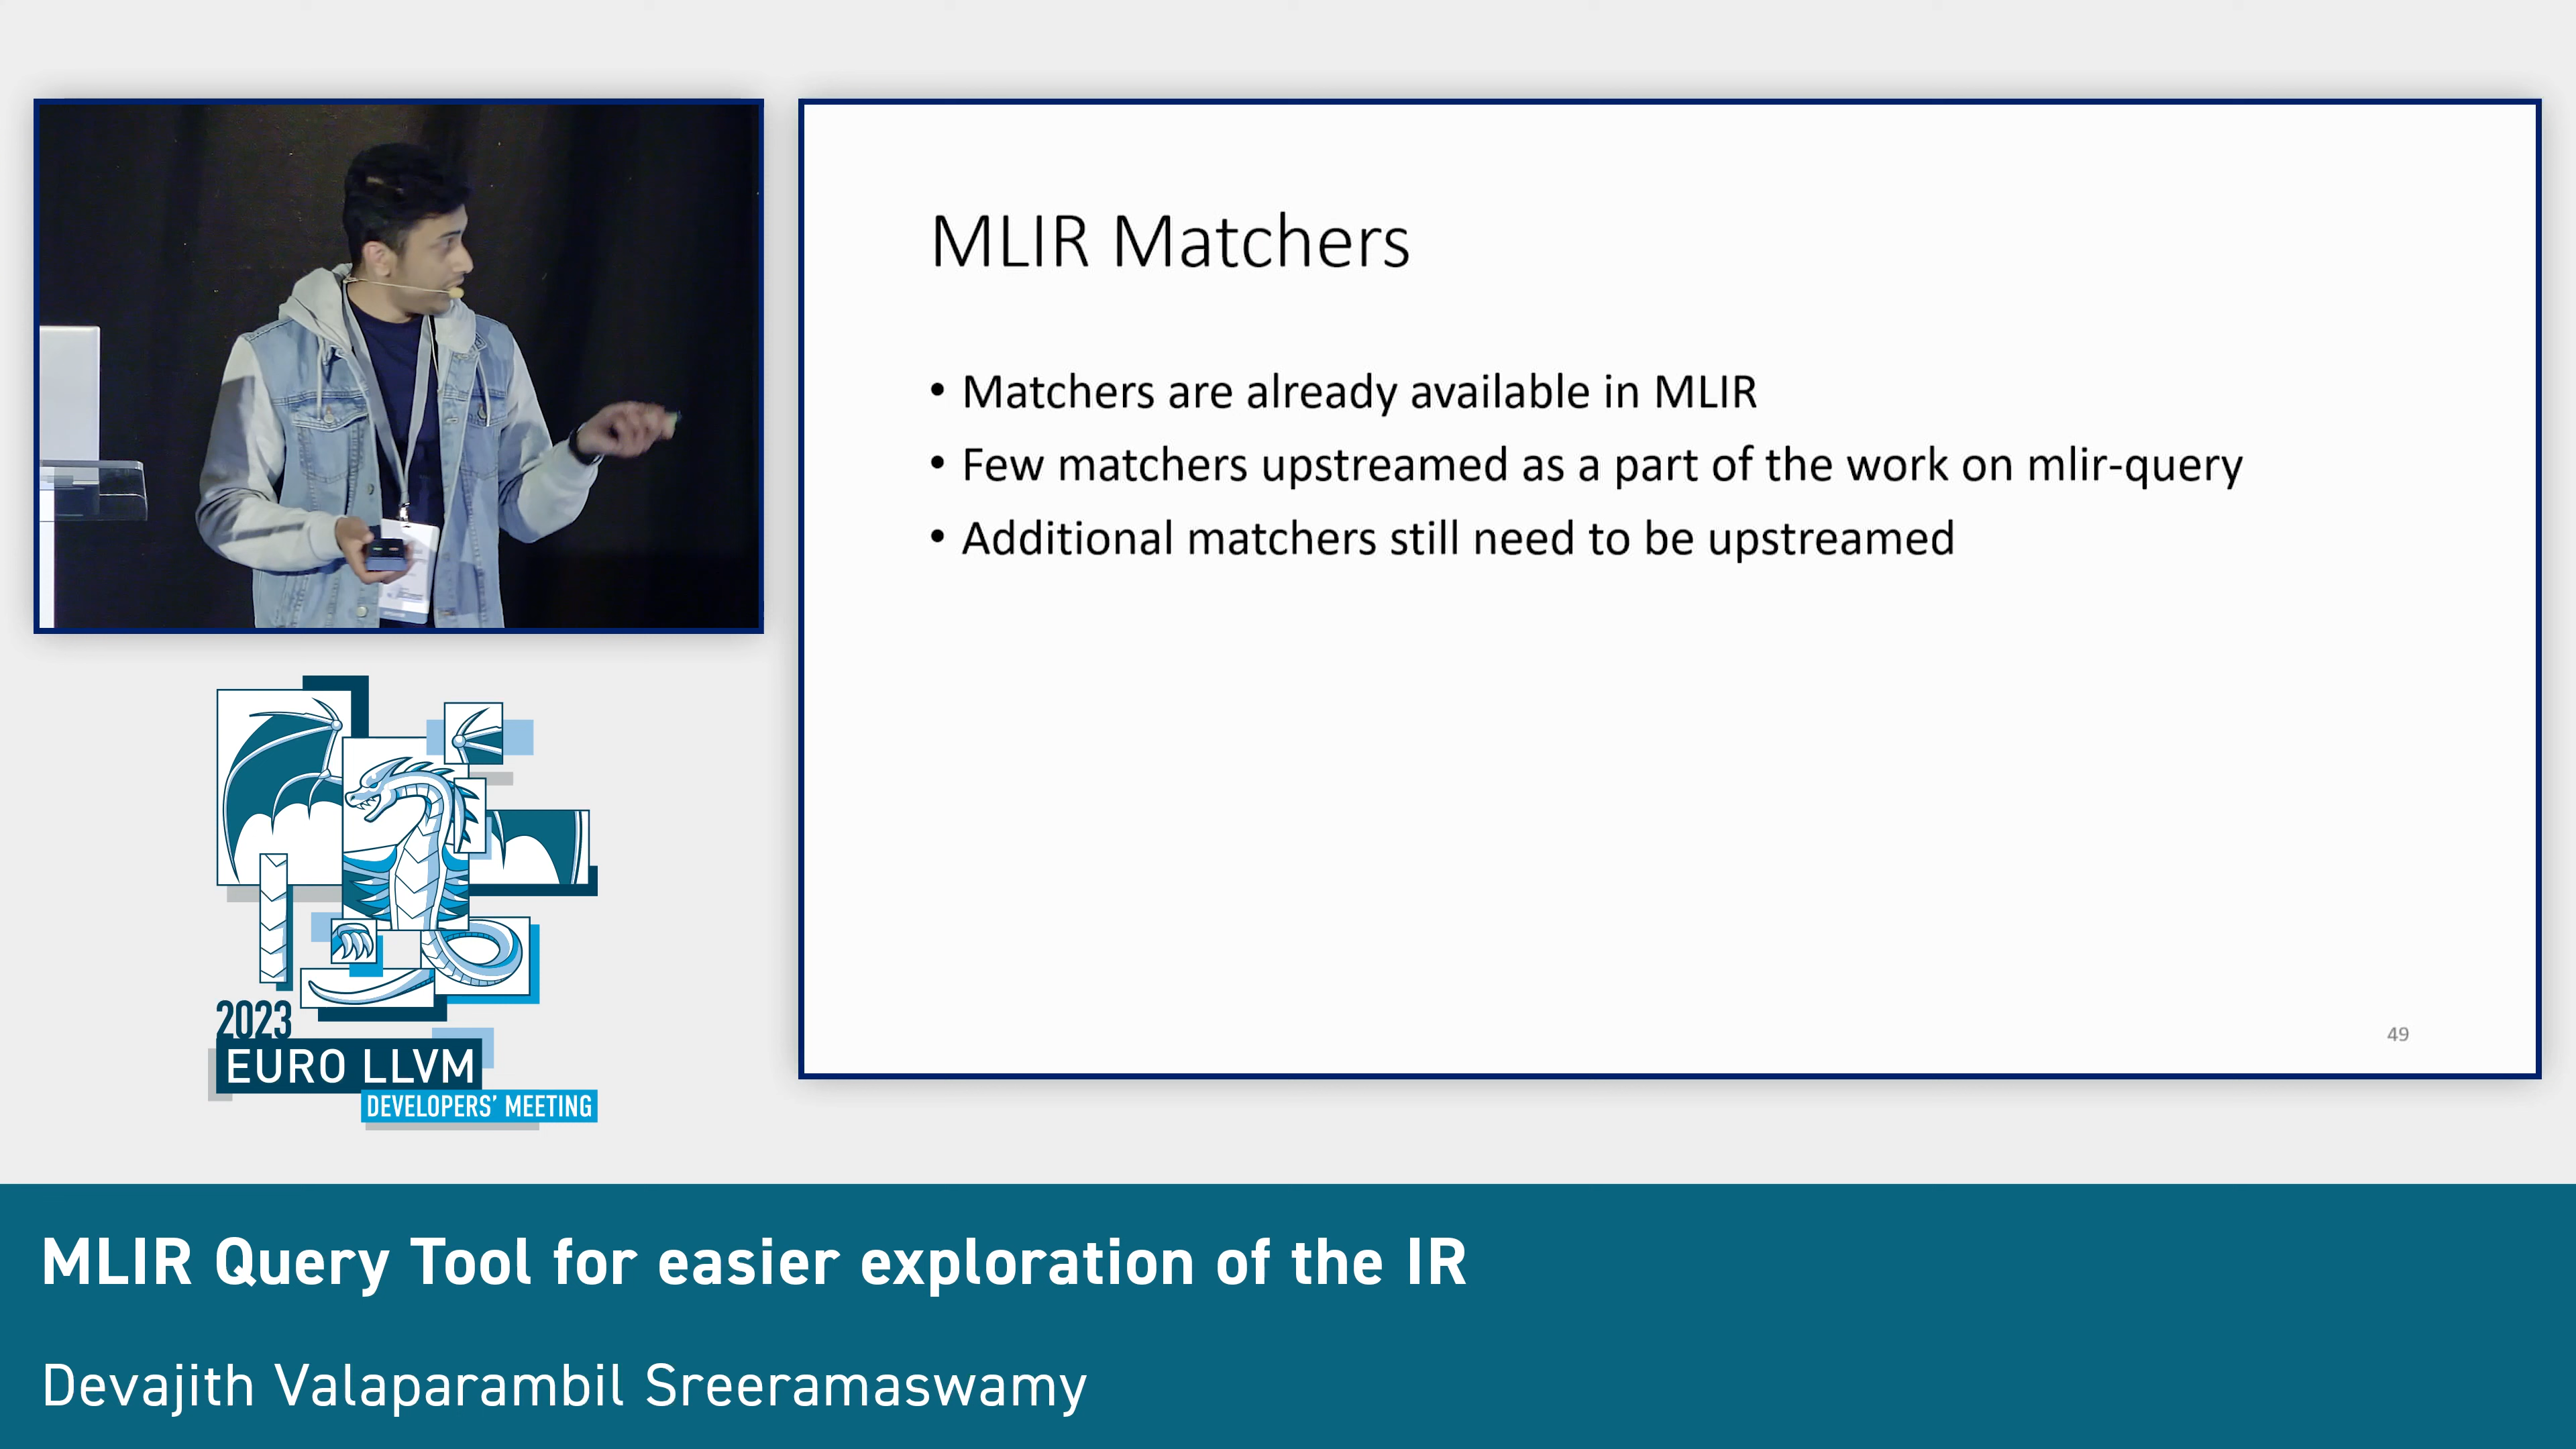 MLIR Matchers
• Matchers are already available in MLIR
• Few matchers upstreamed as a part of the work on mlir-query
• Additional matchers still need to be upstreamed
49
2023
EURO LLVM
DEVELOPERS' MEETING
MLIR Query Tool for easier exploration of the IR
Devajith Valaparambil Sreeramaswamy